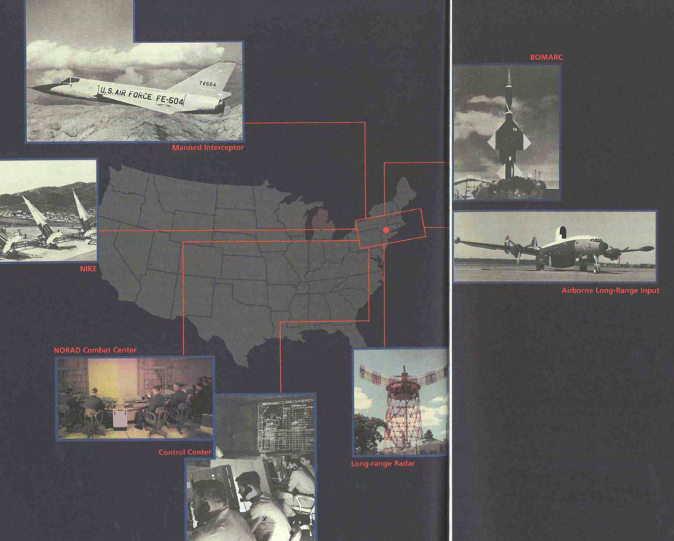 72504
U.S. AIR FORCE FE-504
Manned Interceptor
BOMARC
NIKE
Airborne Long-Range Input
NORAD Combat Center
Control Center
Long-range Radar